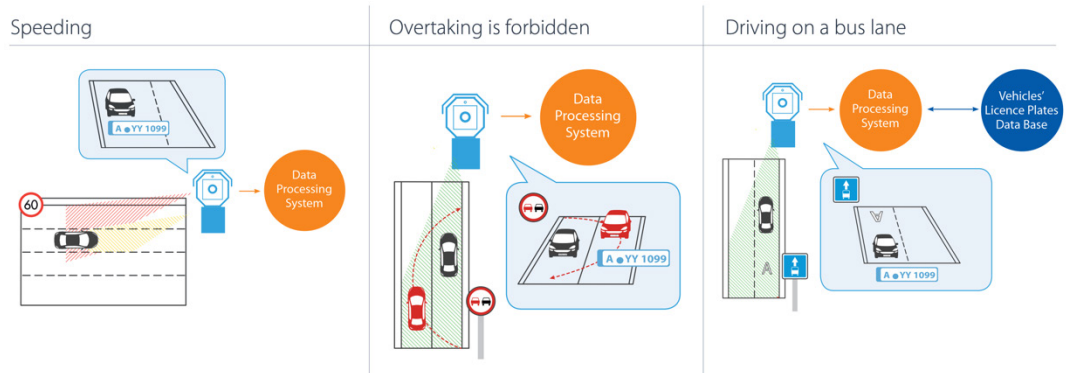 Speeding
A YY 1099
60
Data
Processing
System
Overtaking is forbidden
Data
Processing
System
A YY 1099
Driving on a bus lane
Data
Processing
System
Vehicles'
Licence Plates
Data Base
A
A
A YY 1099